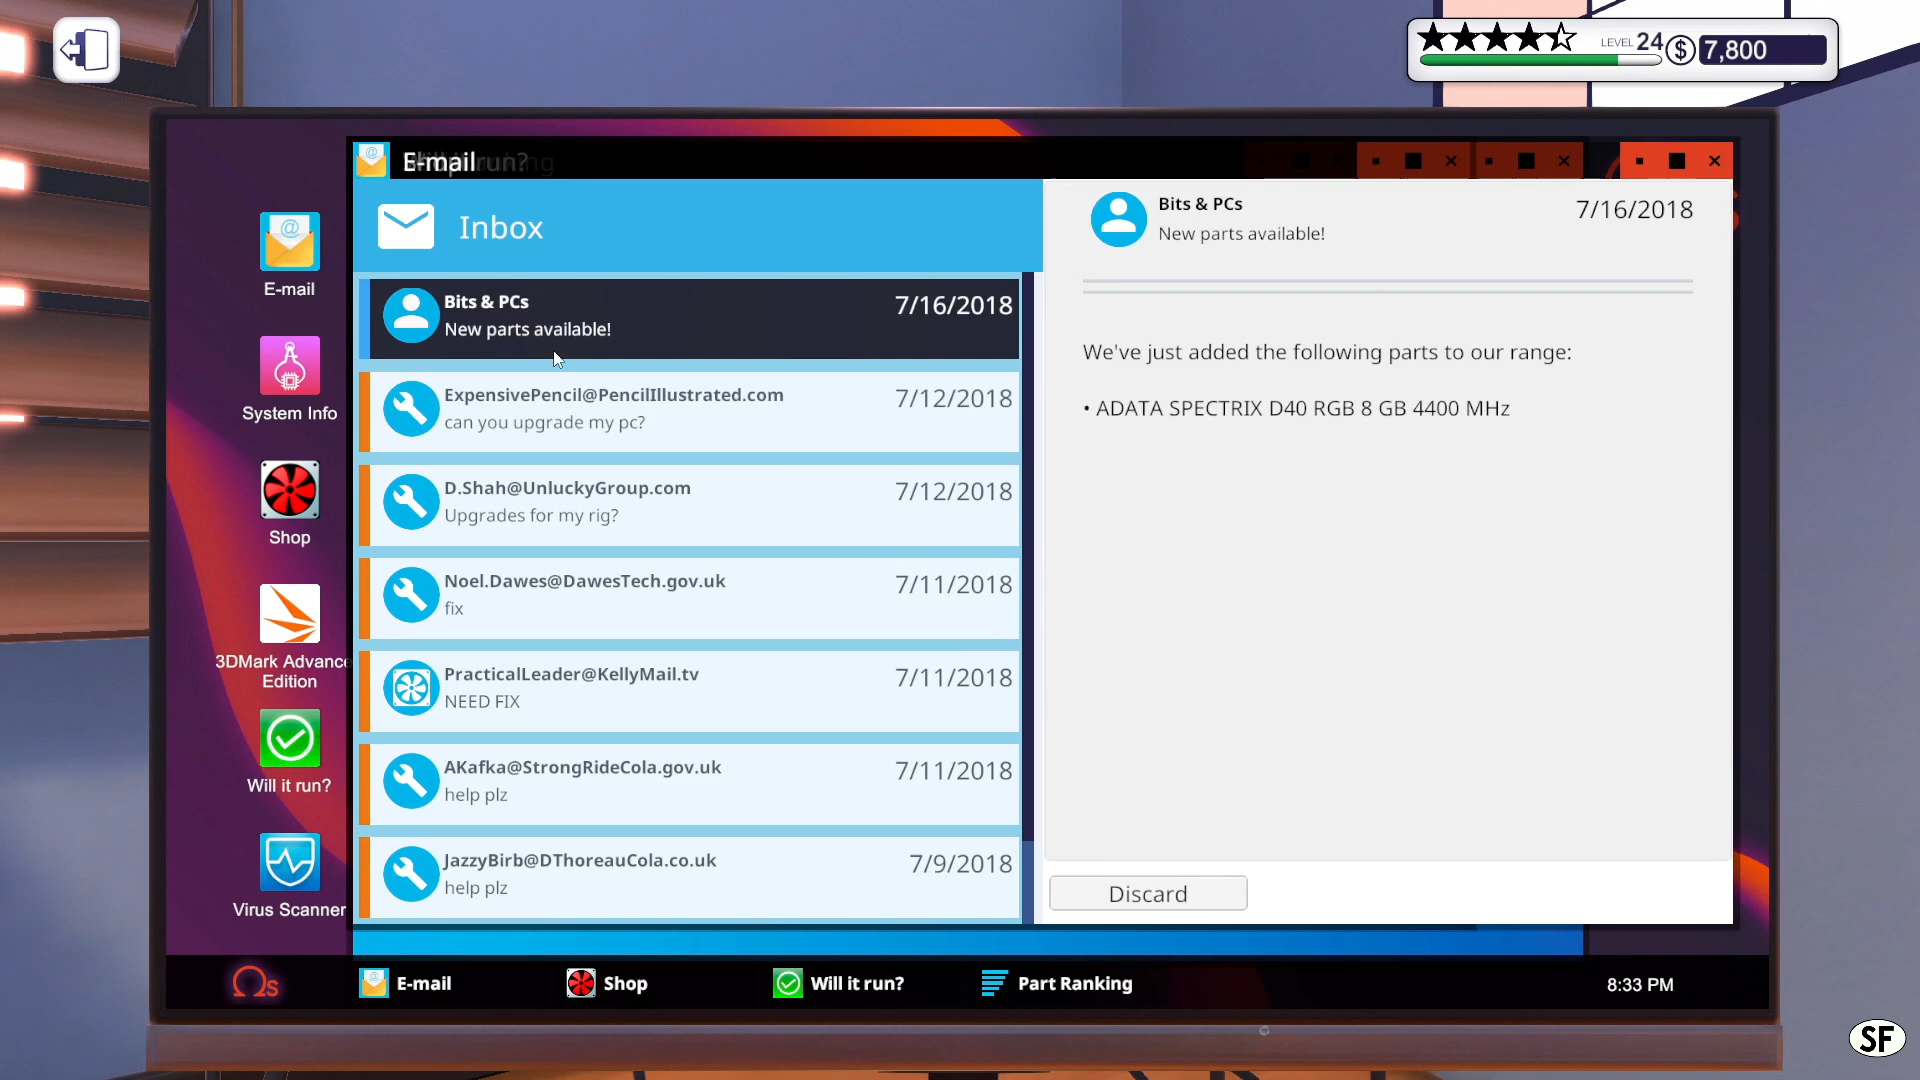 LEVEL 24
$ 7,800
E-mail
Inbox
Bits & PCs
New parts available!
7/16/2018
ExpensivePencil@PencilIllustrated.com
can you upgrade my pc?
7/12/2018
D.Shah@UnluckyGroup.com
Upgrades for my rig?
7/12/2018
Noel.Dawes@DawesTech.gov.uk
fix
7/11/2018
PracticalLeader@KellyMail.tv
NEED FIX
7/11/2018
AKafka@StrongRideCola.gov.uk
help plz
7/11/2018
JazzyBirb@DThoreauCola.co.uk
help plz
7/9/2018
Bits & PCs
New parts available!
7/16/2018
We've just added the following parts to our range:
• ADATA SPECTRIX D40 RGB 8 GB 4400 MHz
Discard
E-mail
System Info
Shop
3DMark Advance
Edition
Will it run?
Virus Scanner
Ωs
E-mail
Shop
Will it run?
Part Ranking
8:33 PM
SF